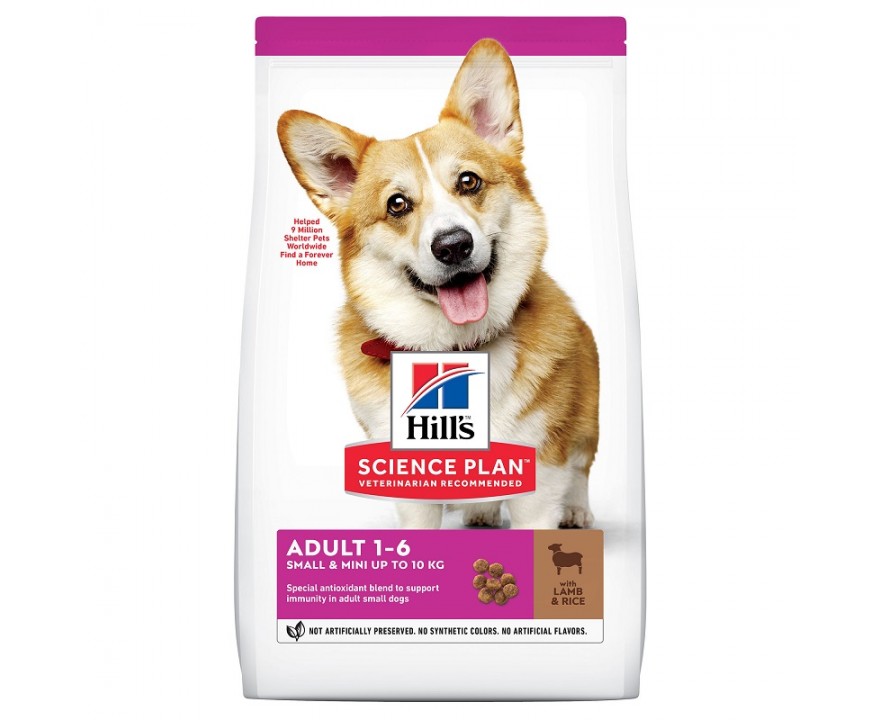 Helped
9 Million
Shelter Pets
Worldwide
Find a Forever
Home
Hill's™
SCIENCE PLAN™
VETERINARIAN RECOMMENDED
ADULT 1-6
SMALL & MINI UP TO 10 KG
Special antioxidant blend to support
immunity in adult small dogs
with
LAMB
& RICE
NOT ARTIFICIALLY PRESERVED. NO SYNTHETIC COLORS. NO ARTIFICIAL FLAVORS.